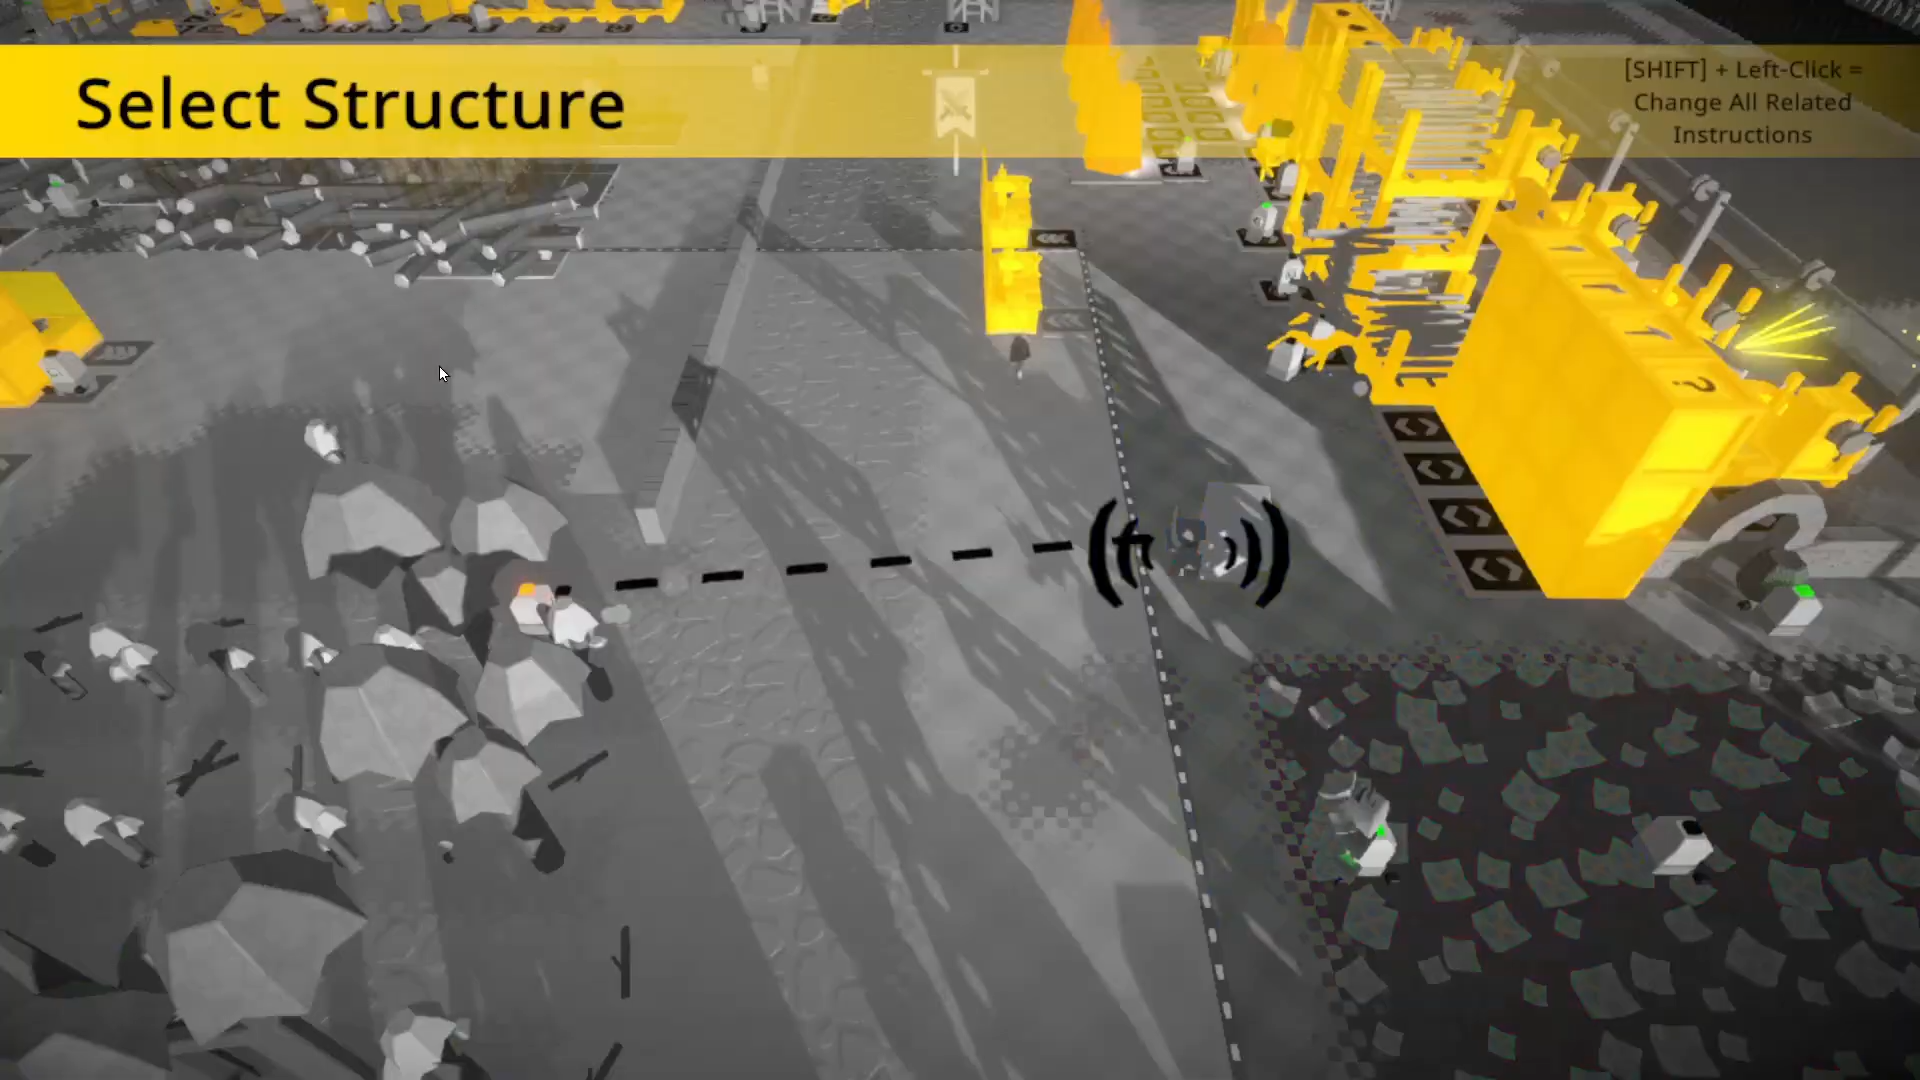 Select Structure
[SHIFT] + Left-Click =
Change All Related
Instructions